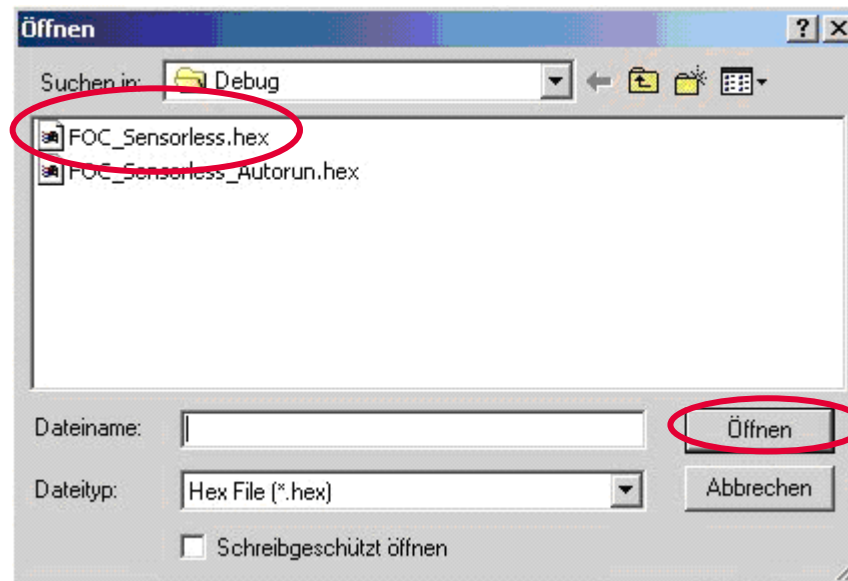 Öffnen
Suchen in: Debug
FOC_Sensorless.hex
FOC_Sensorless_Autorun.hex
Dateiname: Öffnen
Dateityp: Hex File (*.hex) Abbrechen
Schreibgeschützt öffnen